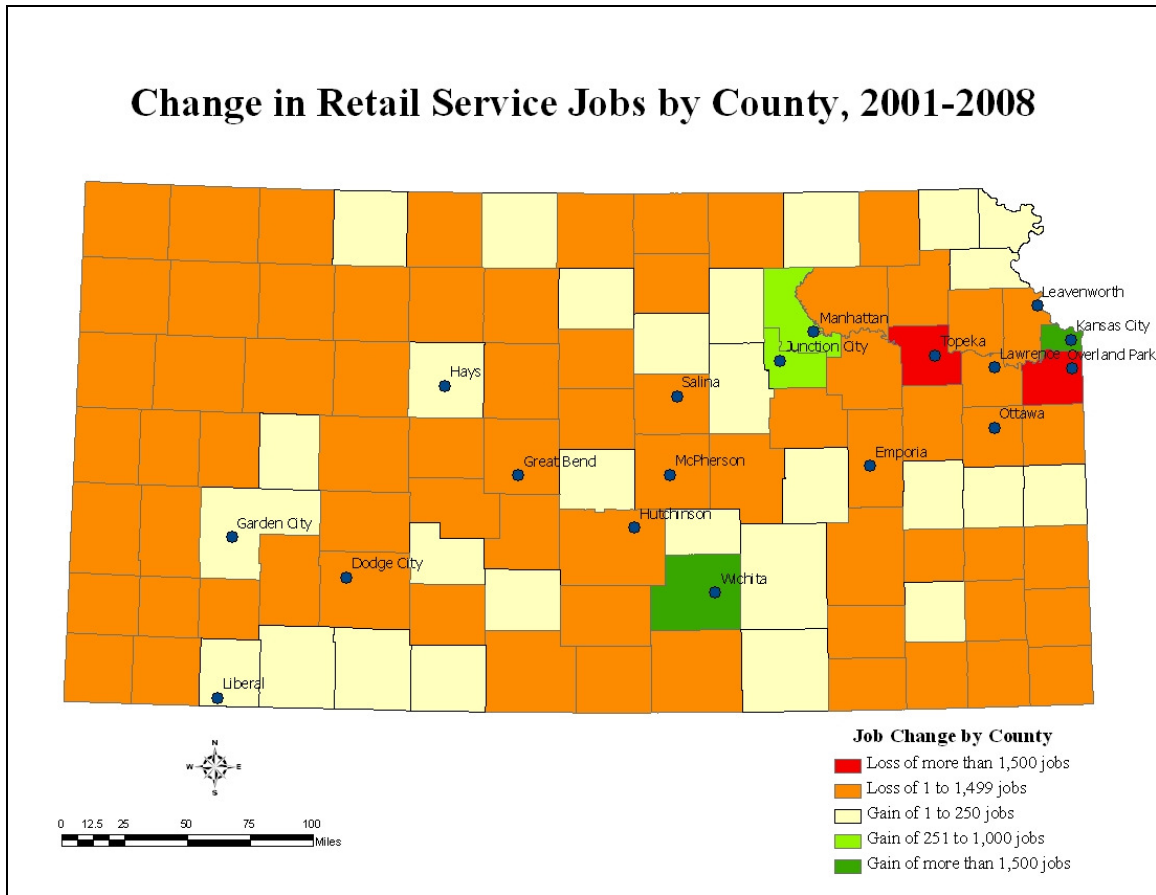 Change in Retail Service Jobs by County, 2001-2008
Leavenworth
Manhattan
Kansas City
Topeka
Junction City
Lawrence
Overland Park
Hays
Salina
Ottawa
Great Bend
McPherson
Emporia
Garden City
Hutchinson
Dodge City
Wichita
Liberal
N
W E
S
0 12.5 25 50 75 100
Miles
Job Change by County
Loss of more than 1,500 jobs
Loss of 1 to 1,499 jobs
Gain of 1 to 250 jobs
Gain of 251 to 1,000 jobs
Gain of more than 1,500 jobs